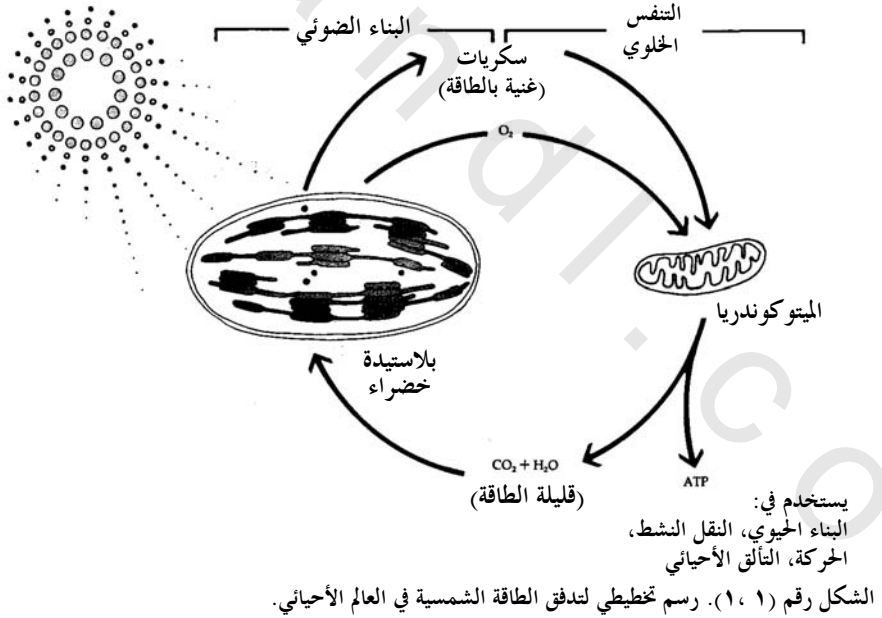 التنفس
الخلوي
البناء الضوئي
سكريات
(غنية بالطاقة)
O₂
الميتوكوندريا
بلاستيدة
خضراء
CO₂ + H₂O
(قليلة الطاقة)
ATP
يستخدم في:
البناء الحيوي، النقل النشط،
الحركة، التألق الأحيائي
الشكل رقم (١ ،١). رسم تخطيطي لتدفق الطاقة الشمسية في العالم الأحيائي.